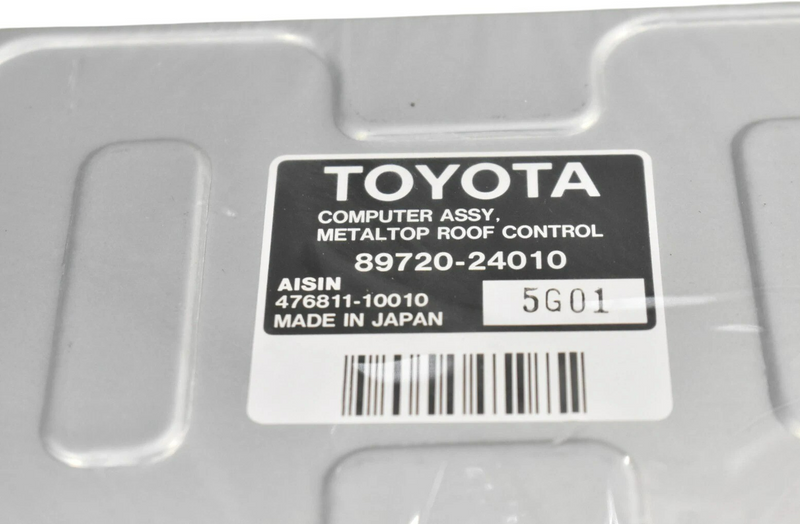 TOYOTA
COMPUTER ASSY,
METALTOP ROOF CONTROL
89720-24010
AISIN
476811-10010
5G01
MADE IN JAPAN